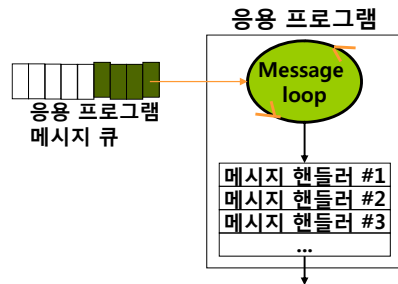 응용 프로그램
Message
loop
응용 프로그램
메시지 큐
메시지 핸들러 #1
메시지 핸들러 #2
메시지 핸들러 #3
...